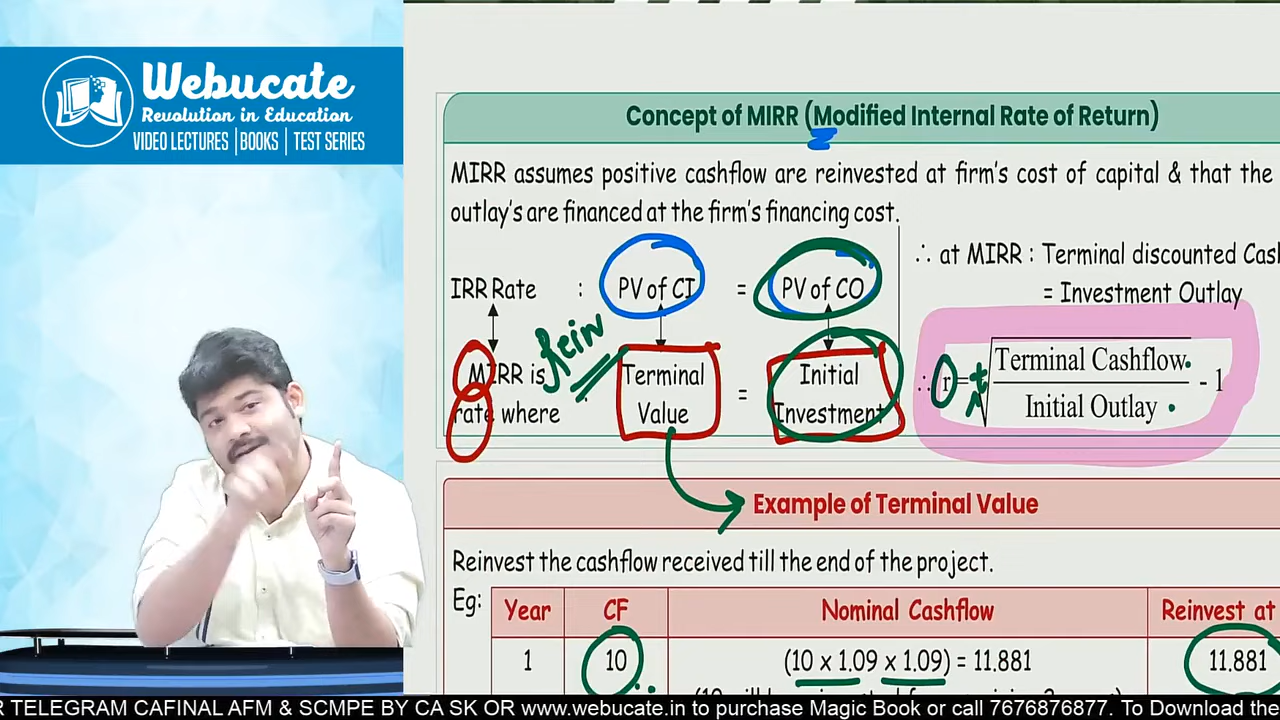 Webucate
Revolution in Education
VIDEO LECTURES | BOOKS | TEST SERIES
Concept of MIRR (Modified Internal Rate of Return)
MIRR assumes positive cashflow are reinvested at firm's cost of capital & that the
outlay's are financed at the firm's financing cost.
IRR Rate : PV of CI = PV of CO
Rein
MIRR is
rate where : Terminal Value = Initial Investment
∴ at MIRR : Terminal discounted Cas
= Investment Outlay
∴ r = t√ Terminal Cashflow / Initial Outlay - 1
Example of Terminal Value
Reinvest the cashflow received till the end of the project.
Eg: Year CF Nominal Cashflow Reinvest at
1 10 (10 x 1.09 x 1.09) = 11.881 11.881
R TELEGRAM CAFINAL AFM & SCMPE BY CA SK OR www.webucate.in to purchase Magic Book or call 7676876877. To Download the